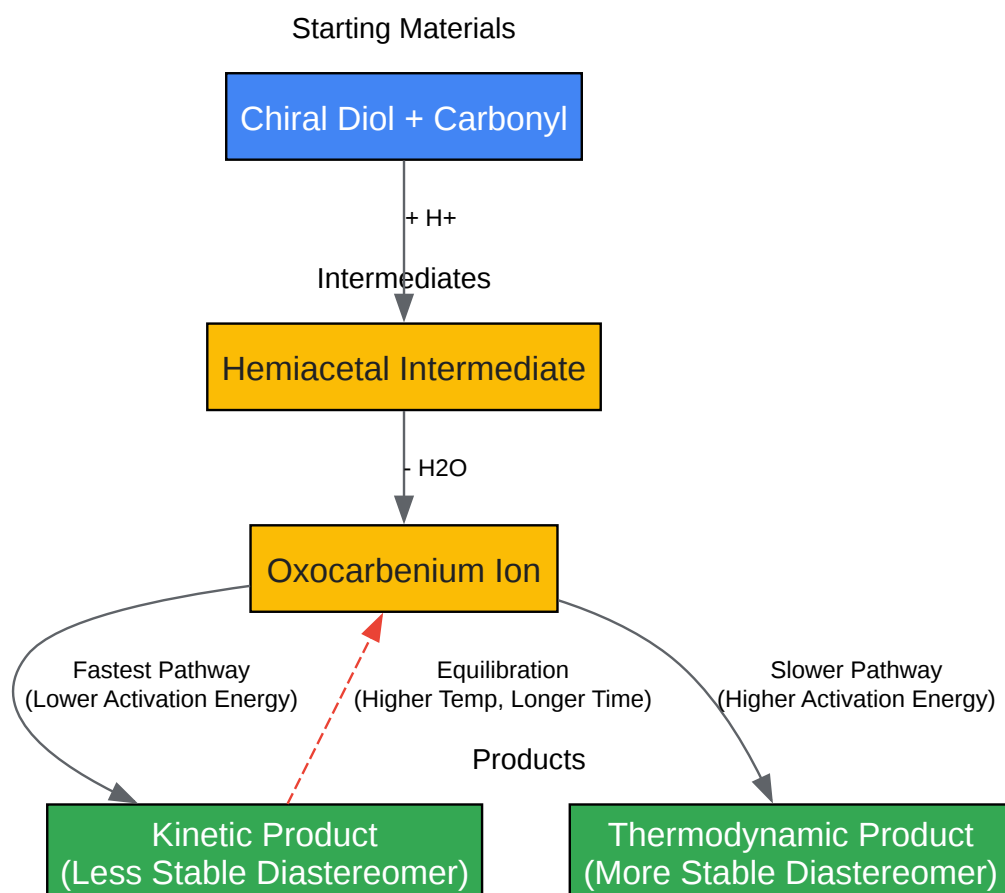 Starting Materials
Chiral Diol + Carbonyl
+ H+
Intermediates
Hemiacetal Intermediate
- H2O
Oxocarbenium Ion
Fastest Pathway
(Lower Activation Energy)
Equilibration
(Higher Temp, Longer Time)
Slower Pathway
(Higher Activation Energy)
Products
Kinetic Product
(Less Stable Diastereomer)
Thermodynamic Product
(More Stable Diastereomer)